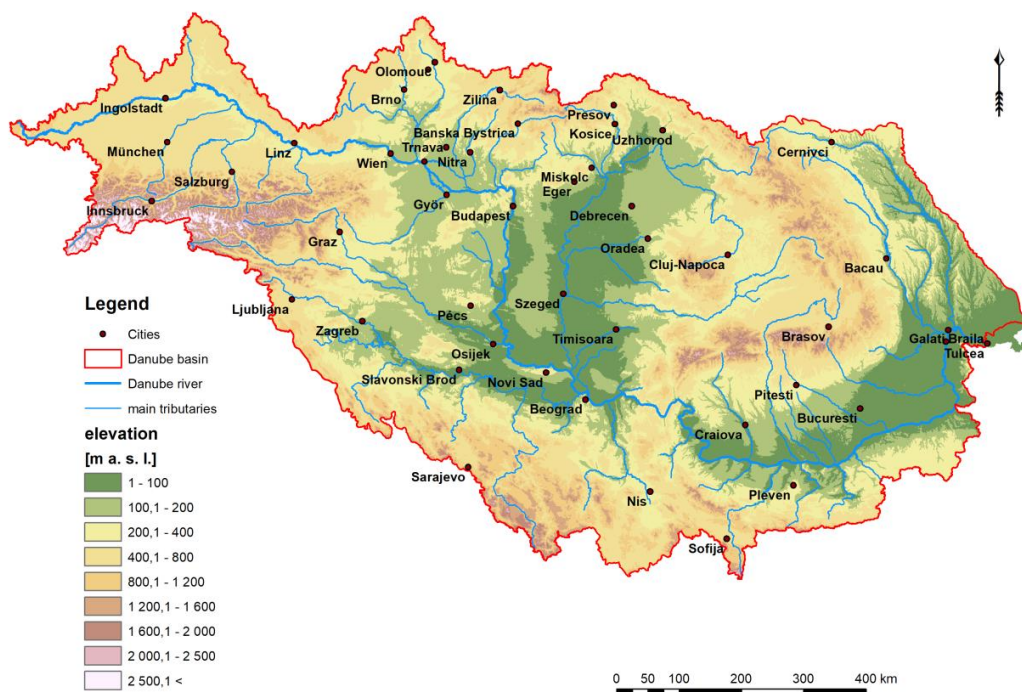 Olomouc
Brno
Zilina
Ingolstadt
Presov
Banska Bystrica
Kosice
Uzhhorod
München
Linz
Trnava
Cernivci
Wien
Nitra
Salzburg
Miskolc
Eger
Innsbruck
Györ
Budapest
Debrecen
Graz
Oradea
Cluj-Napoca
Bacau
Ljubljana
Szeged
Pécs
Zagreb
Timisoara
Brasov
Galati
Braila
Osijek
Tulcea
Slavonski Brod
Novi Sad
Pitesti
Beograd
Bucuresti
Craiova
Sarajevo
Nis
Pleven
Sofija
Legend
Cities
Danube basin
Danube river
main tributaries
elevation
[m a. s. l.]
1 - 100
100,1 - 200
200,1 - 400
400,1 - 800
800,1 - 1 200
1 200,1 - 1 600
1 600,1 - 2 000
2 000,1 - 2 500
2 500,1 <
0 50 100 200 300 400 km